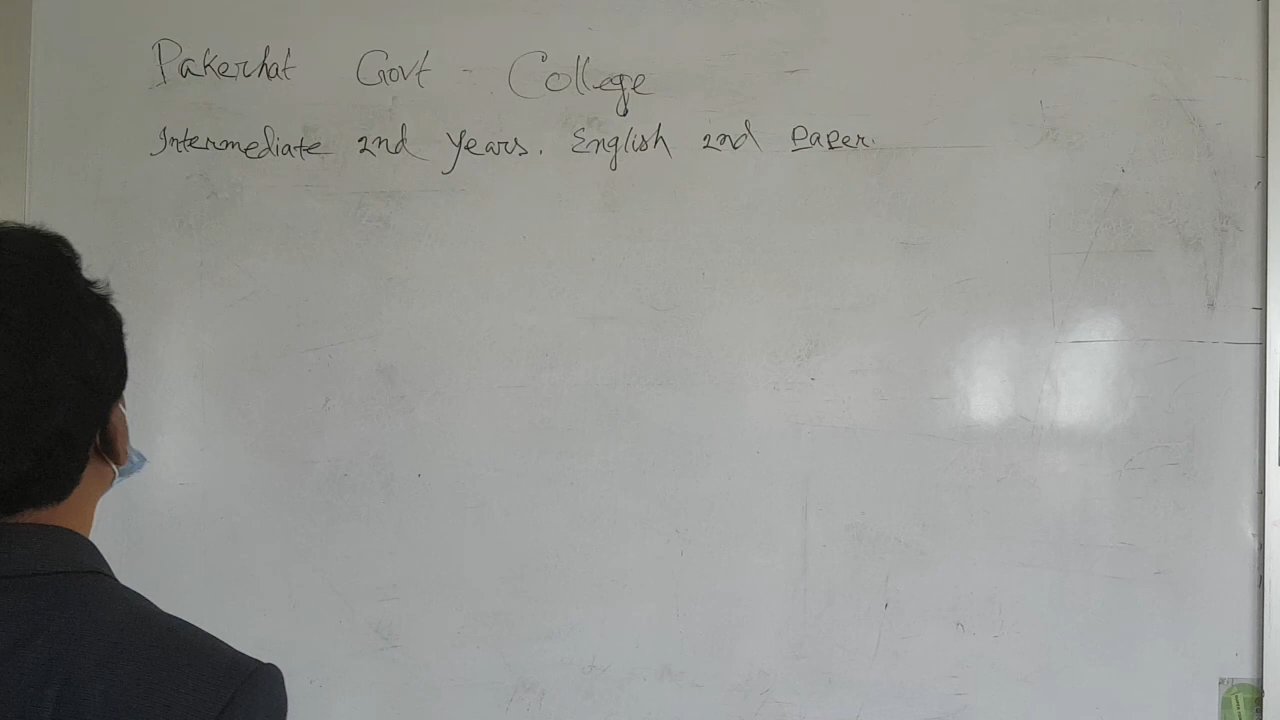 Pakerhat Govt - College
Intermediate 2nd Years. English 2nd Paper.